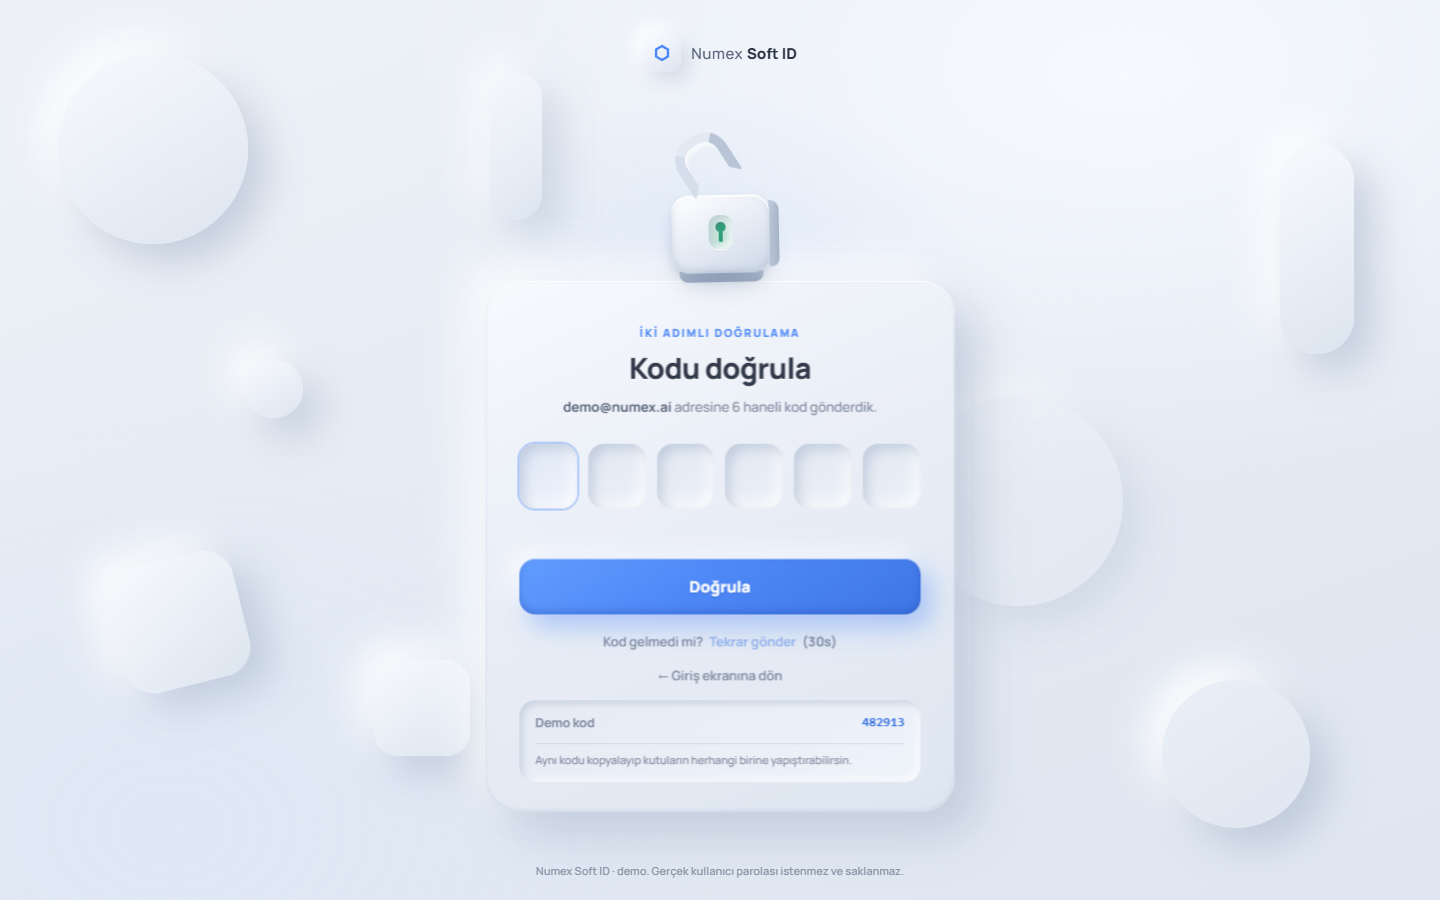 Numex Soft ID
İKİ ADIMLI DOĞRULAMA
Kodu doğrula
demo@numex.ai adresine 6 haneli kod gönderdik.
Doğrula
Kod gelmedi mi? Tekrar gönder (30s)
← Giriş ekranına dön
Demo kod 482913
Aynı kodu kopyalayıp kutuların herhangi birine yapıştırabilirsin.
Numex Soft ID · demo. Gerçek kullanıcı parolası istenmez ve saklanmaz.